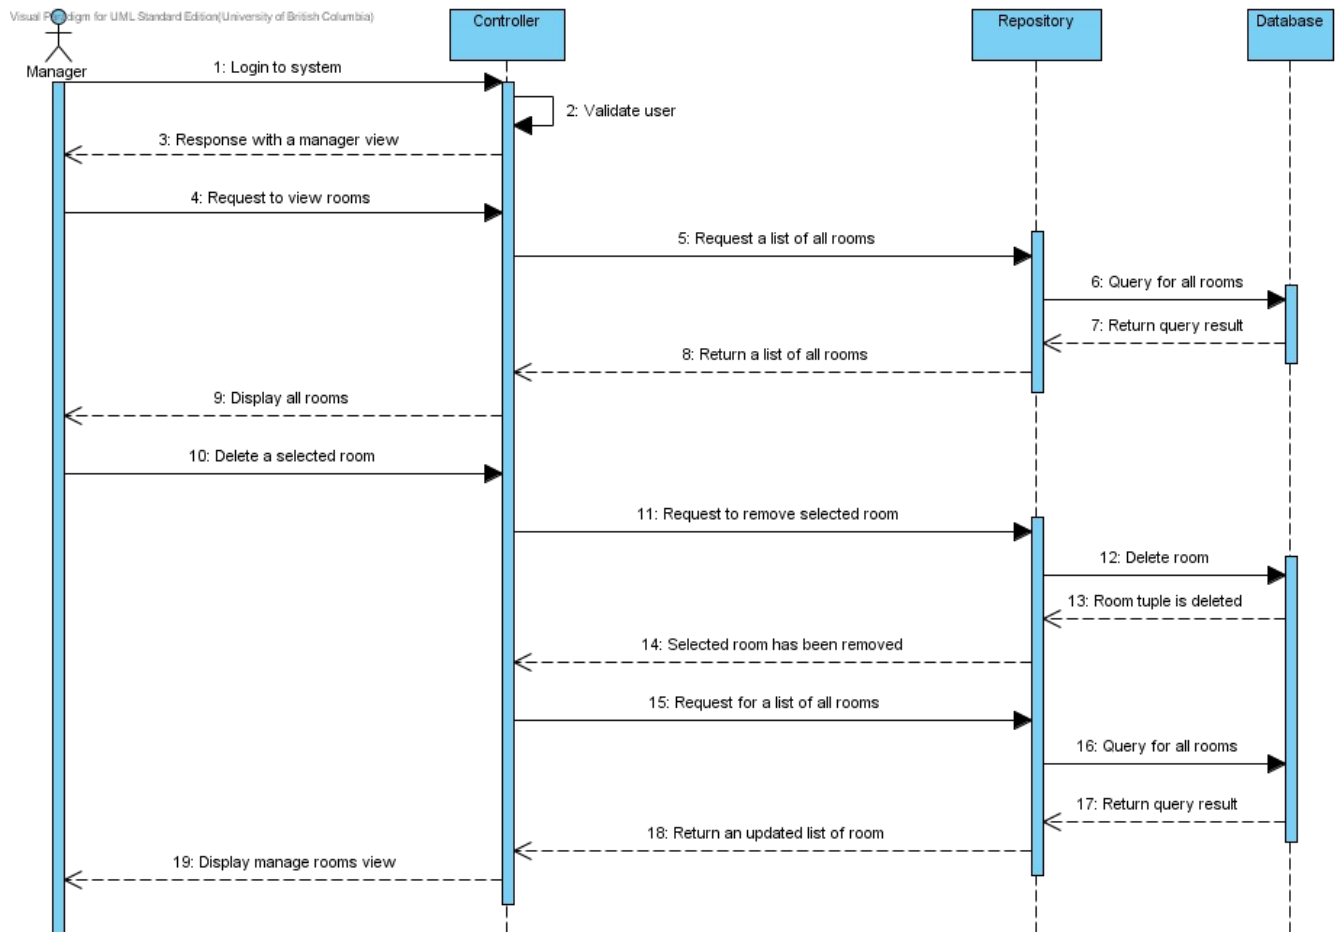 Visual Paradigm for UML Standard Edition(University of British Columbia)
Controller
Repository
Database
Manager
1: Login to system
2: Validate user
3: Response with a manager view
4: Request to view rooms
5: Request a list of all rooms
6: Query for all rooms
7: Return query result
8: Return a list of all rooms
9: Display all rooms
10: Delete a selected room
11: Request to remove selected room
12: Delete room
13: Room tuple is deleted
14: Selected room has been removed
15: Request for a list of all rooms
16: Query for all rooms
17: Return query result
18: Return an updated list of room
19: Display manage rooms view